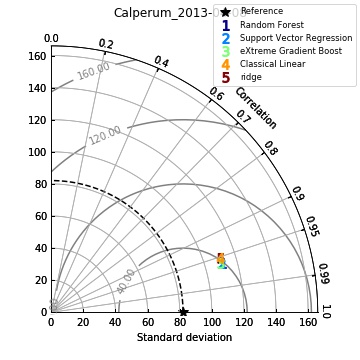 Calperum_2013-
Reference
1 Random Forest
2 Support Vector Regression
3 eXtreme Gradient Boost
4 Classical Linear
5 ridge
Correlation
0.0 0.2 0.4 0.6 0.7 0.8 0.9 0.95 0.99 1.0
160.00
120.00
40.00
160
140
120
100
80
60
40
20
0
0 20 40 60 80 100 120 140 160
Standard deviation